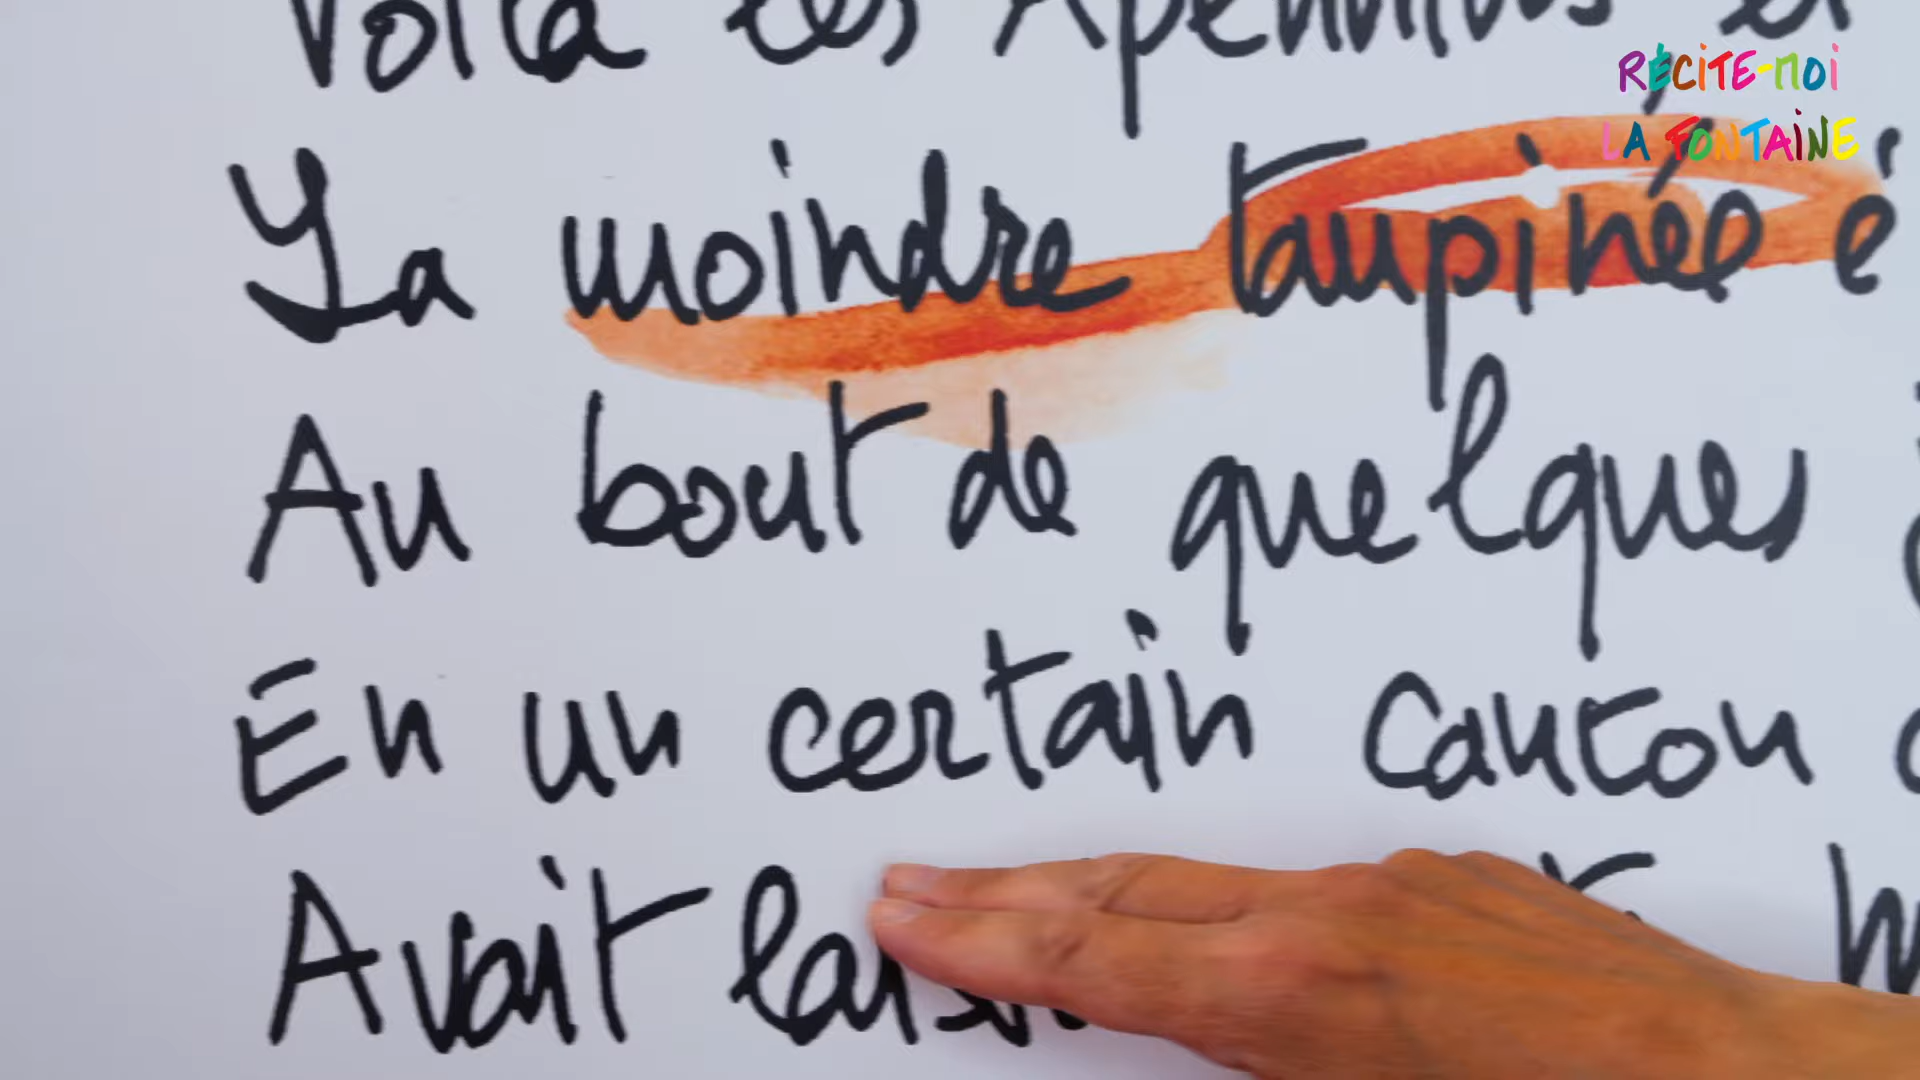 Voilà les Apennins et
RÉCITE-MOI
LA FONTAINE
La moindre taupinée é
Au bout de quelques
En un certain canton
Avait lais